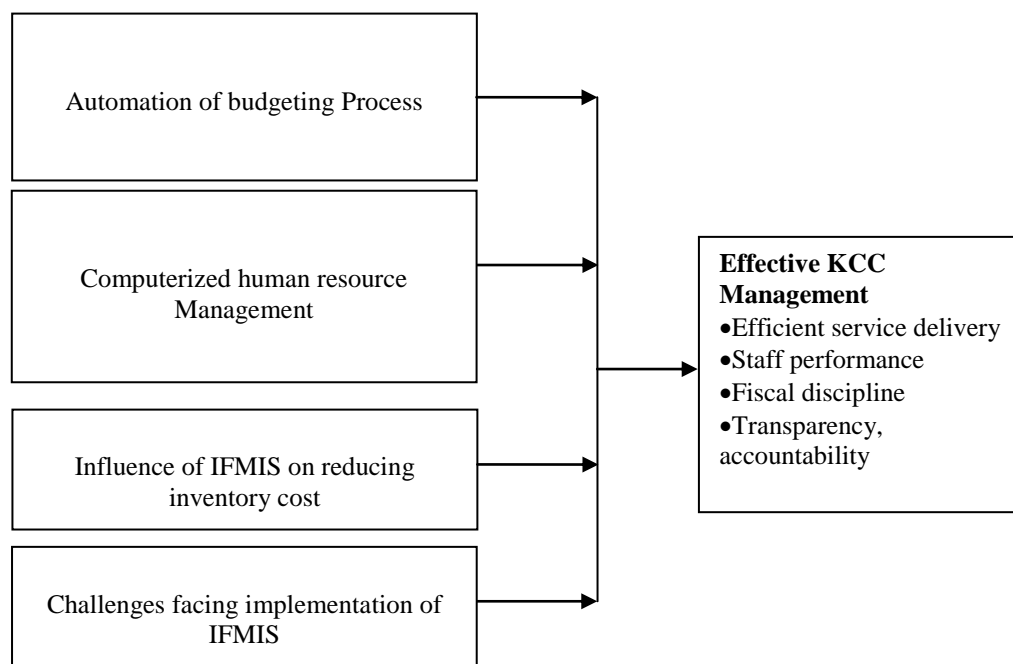 Automation of budgeting Process
Computerized human resource
Management
Influence of IFMIS on reducing
inventory cost
Challenges facing implementation of
IFMIS
Effective KCC
Management
•Efficient service delivery
•Staff performance
•Fiscal discipline
•Transparency,
accountability